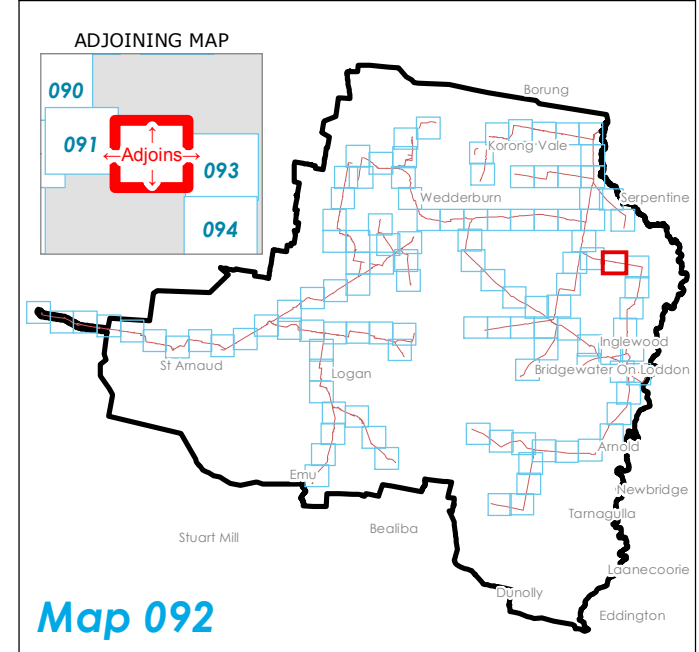 ADJOINING MAP
090
091
Adjoins
093
094
Borung
Korong Vale
Wedderburn
Serpentine
Inglewood
St Arnaud
Bridgewater On Loddon
Logan
Arnold
Emu
Newbridge
Tarnagulla
Bealiba
Stuart Mill
Laanecoorie
Dunolly
Eddington
Map 092